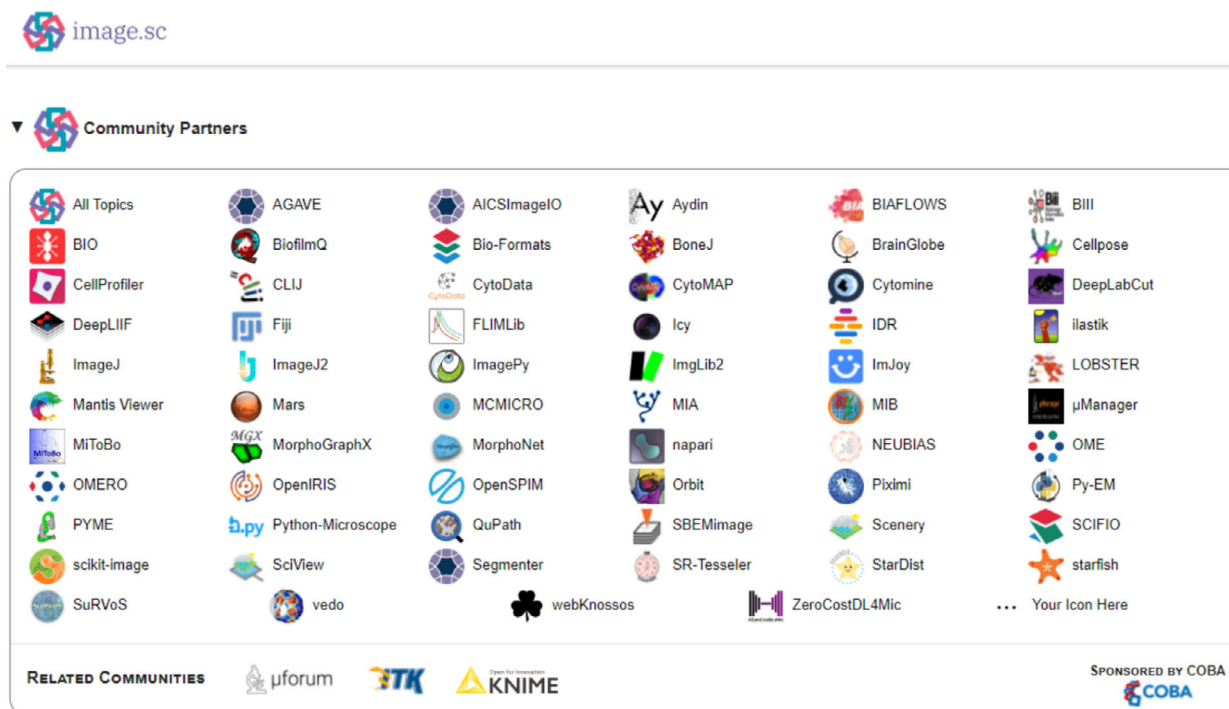 image.sc
▼ Community Partners
All Topics AGAVE AICSImageIO Aydin BIAFLOWS BIII
BIO BiofilmQ Bio-Formats BoneJ BrainGlobe Cellpose
CellProfiler CLIJ CytoData CytoMAP Cytomine DeepLabCut
DeepLIIF Fiji FLIMLib Icy IDR ilastik
ImageJ ImageJ2 ImagePy ImgLib2 ImJoy LOBSTER
Mantis Viewer Mars MCMICRO MIA MIB µManager
MiToBo MorphoGraphX MorphoNet napari NEUBIAS OME
OMERO OpenIRIS OpenSPIM Orbit Piximi Py-EM
PYME Python-Microscope QuPath SBEMimage Scenery SCIFIO
scikit-image SciView Segmenter SR-Tesseler StarDist starfish
SuRVoS vedo webKnossos ZeroCostDL4Mic ... Your Icon Here
RELATED COMMUNITIES µforum ITK Open for Innovation KNIME SPONSORED BY COBA
COBA